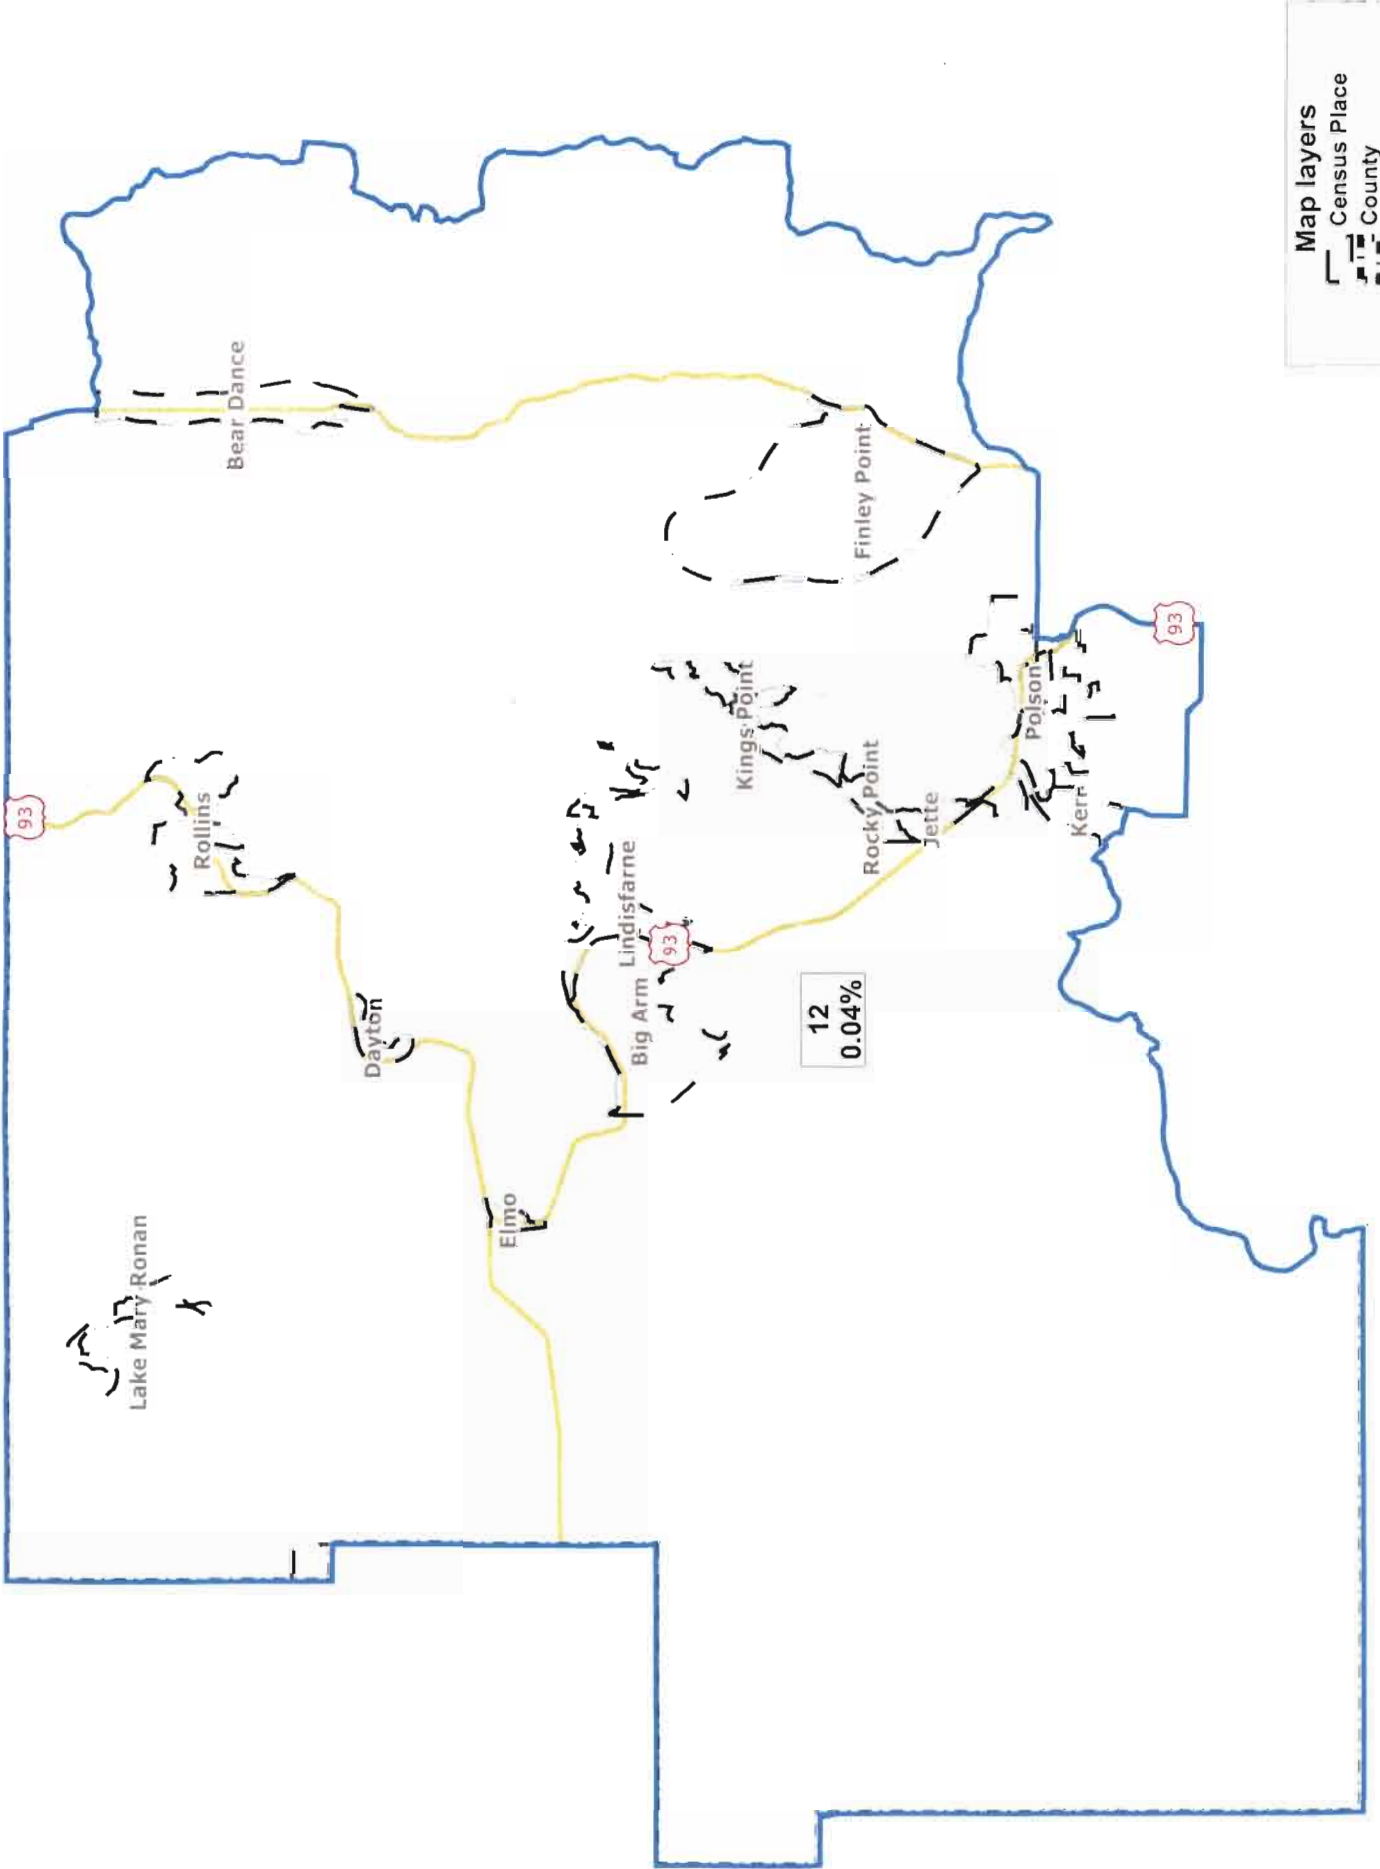 93
Lake Mary Ronan
Rollins
Bear Dance
Dayton
Elmo
Big Arm
Lindisfarne
93
Kings Point
Finley Point
12
0.04%
Rocky Point
Jette
Polson
Kerr
93
Map layers
Census Place
County